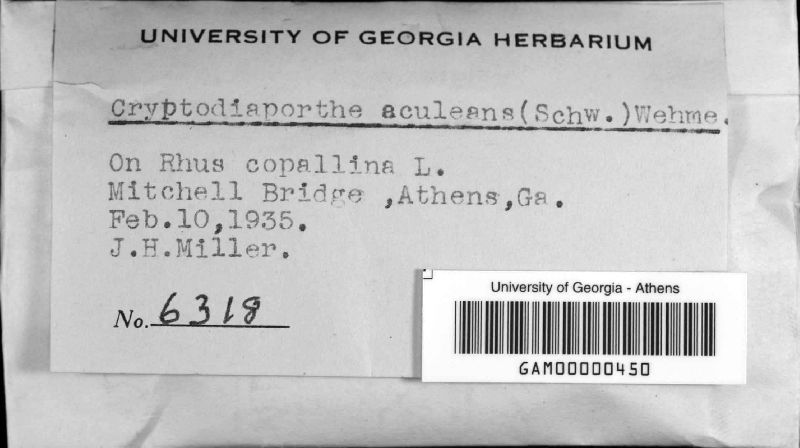 UNIVERSITY OF GEORGIA HERBARIUM
Cryptodiaporthe aculeans(Schw.)Wehme.
On Rhus copallina L.
Mitchell Bridge ,Athens,Ga.
Feb.10,1935.
J.H.Miller.
No. 6318
University of Georgia - Athens
GAM00000450